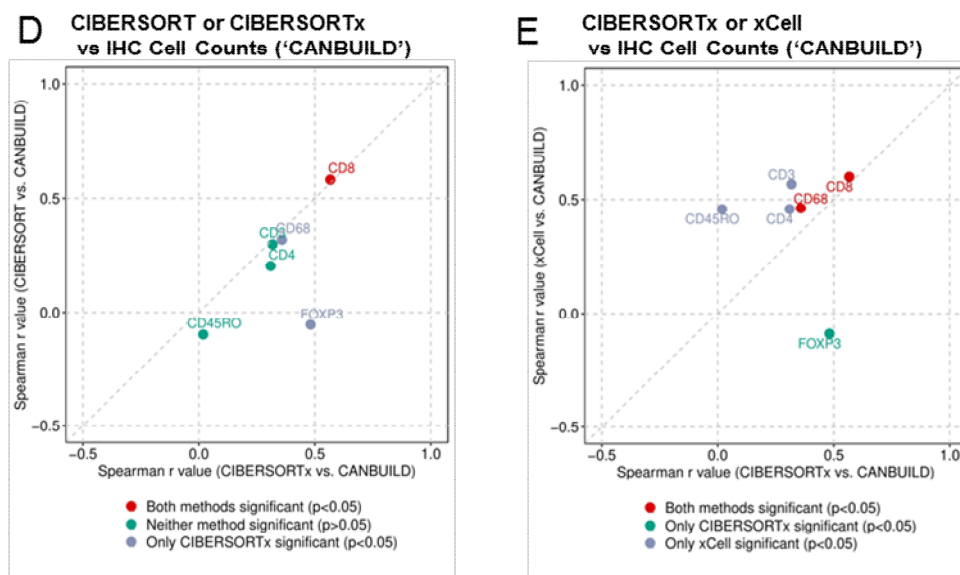 D CIBERSORT or CIBERSORTx
vs IHC Cell Counts (‘CANBUILD’)
Spearman r value (CIBERSORT vs. CANBUILD)
1.0
0.5
0.0
−0.5
CD8
CD3
CD68
CD4
CD45RO
FOXP3
−0.5 0.0 0.5 1.0
Spearman r value (CIBERSORTx vs. CANBUILD)
Both methods significant (p<0.05)
Neither method significant (p>0.05)
Only CIBERSORTx significant (p<0.05)
E CIBERSORTx or xCell
vs IHC Cell Counts (‘CANBUILD’)
Spearman r value (xCell vs. CANBUILD)
1.0
0.5
0.0
−0.5
CD3
CD8
CD68
CD45RO
CD4
FOXP3
−0.5 0.0 0.5 1.0
Spearman r value (CIBERSORTx vs. CANBUILD)
Both methods significant (p<0.05)
Only CIBERSORTx significant (p<0.05)
Only xCell significant (p<0.05)